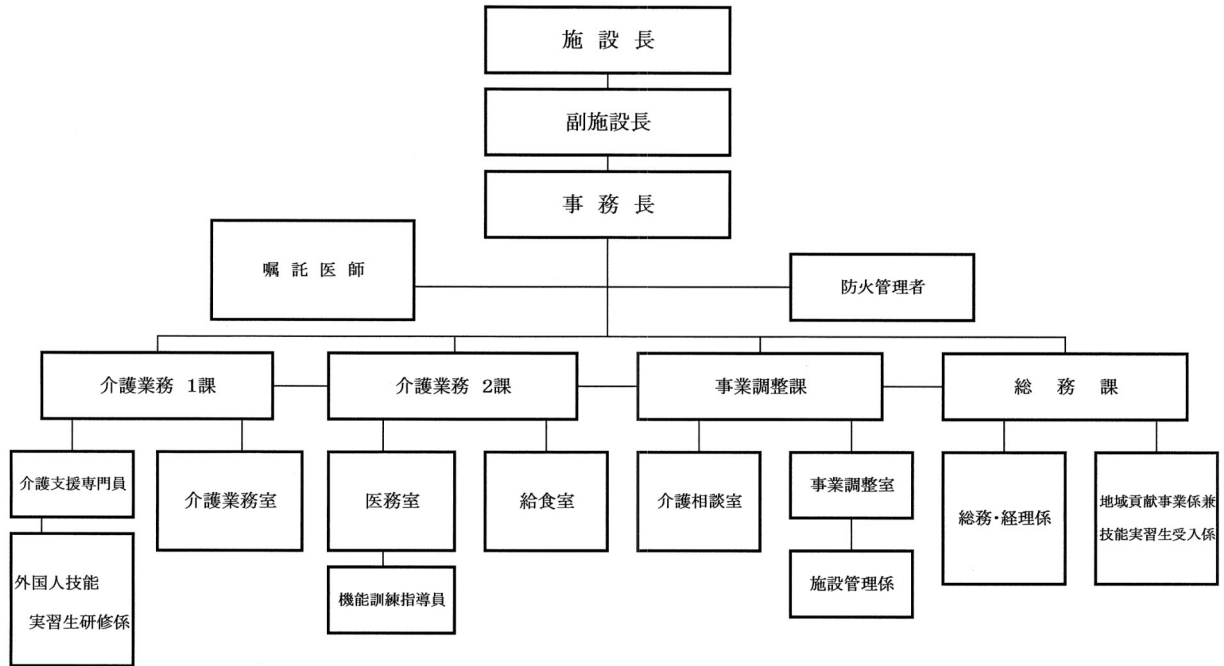 施設長
副施設長
事務長
嘱託医師
防火管理者
介護業務 1課
介護業務 2課
事業調整課
総務課
介護支援専門員
介護業務室
医務室
給食室
介護相談室
事業調整室
総務・経理係
地域貢献事業係兼
技能実習生受入係
外国人技能
実習生研修係
機能訓練指導員
施設管理係